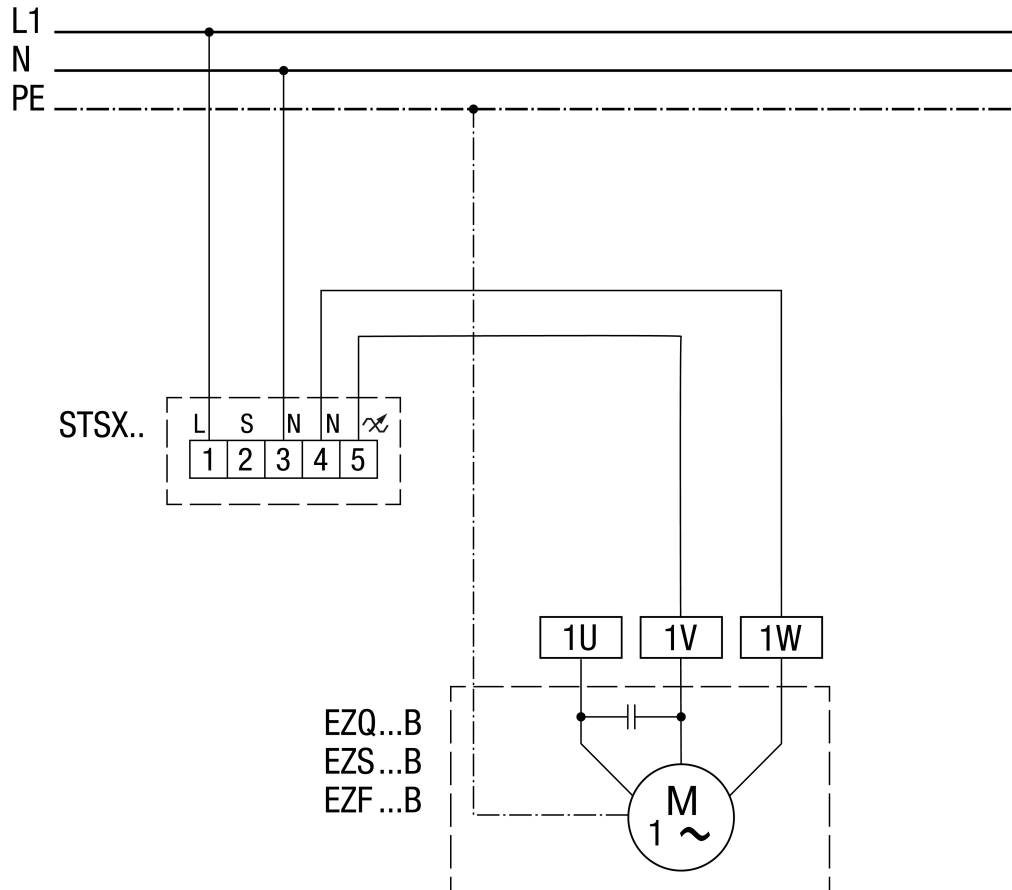 L1
N
PE
STSX..
L S N N
1 2 3 4 5
1U 1V 1W
EZQ...B
EZS...B
EZF...B
M
1 ~